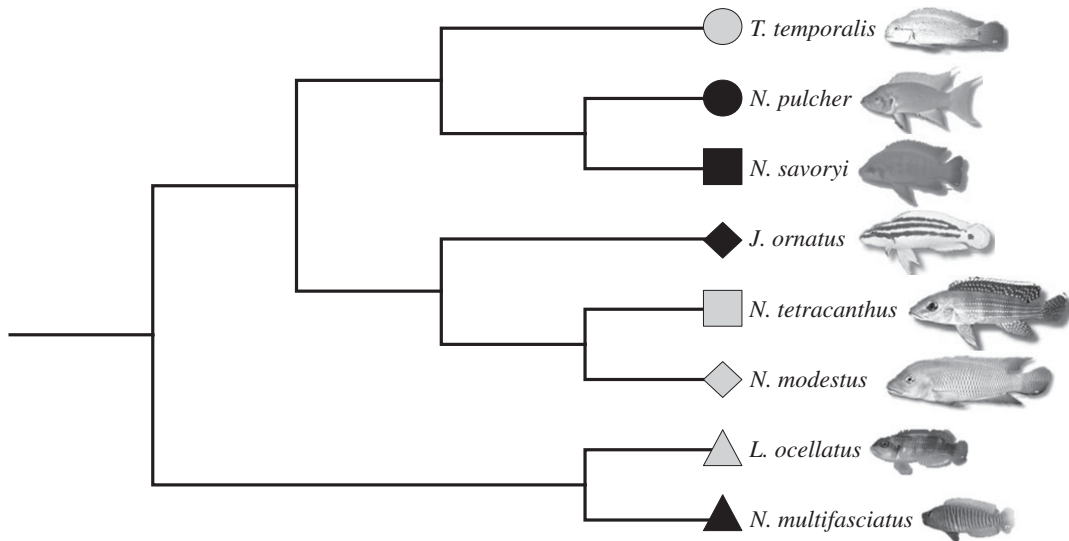 T. temporalis
N. pulcher
N. savoryi
J. ornatus
N. tetracanthus
N. modestus
L. ocellatus
N. multifasciatus